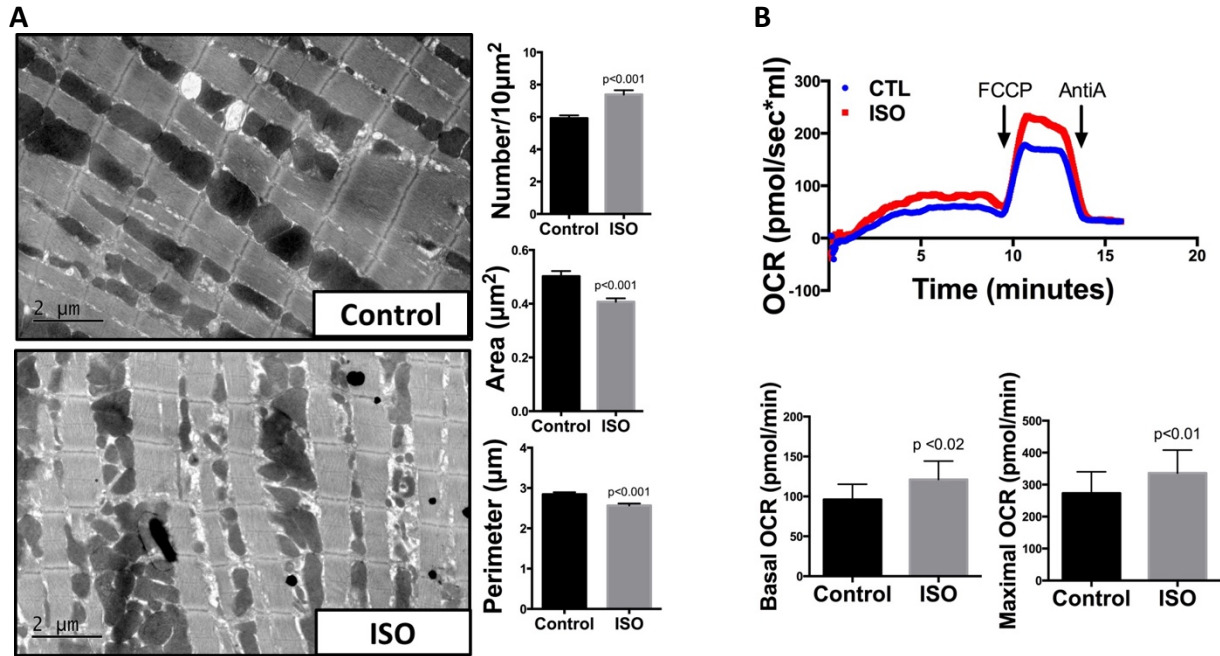 A
2 µm
Control
2 µm
ISO
Number/10µm2
10
8
6
4
2
0
p<0.001
Control ISO
Area (µm2)
0.6
0.4
0.2
0.0
p<0.001
Control ISO
Perimeter (µm)
4
3
2
1
0
p<0.001
Control ISO
B
OCR (pmol/sec*ml)
300
200
100
0
-100
CTL
ISO
FCCP
AntiA
5 10 15 20
Time (minutes)
Basal OCR (pmol/min)
200
150
100
50
0
p <0.02
Control ISO
Maximal OCR (pmol/min)
500
400
300
200
100
0
p<0.01
Control ISO